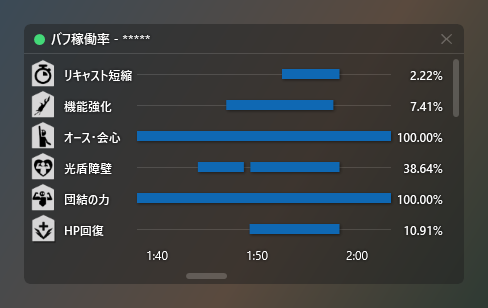 バフ稼働率 - *****
リキャスト短縮 2.22%
機能強化 7.41%
オース・会心 100.00%
光盾障壁 38.64%
団結の力 100.00%
HP回復 10.91%
1:40 1:50 2:00